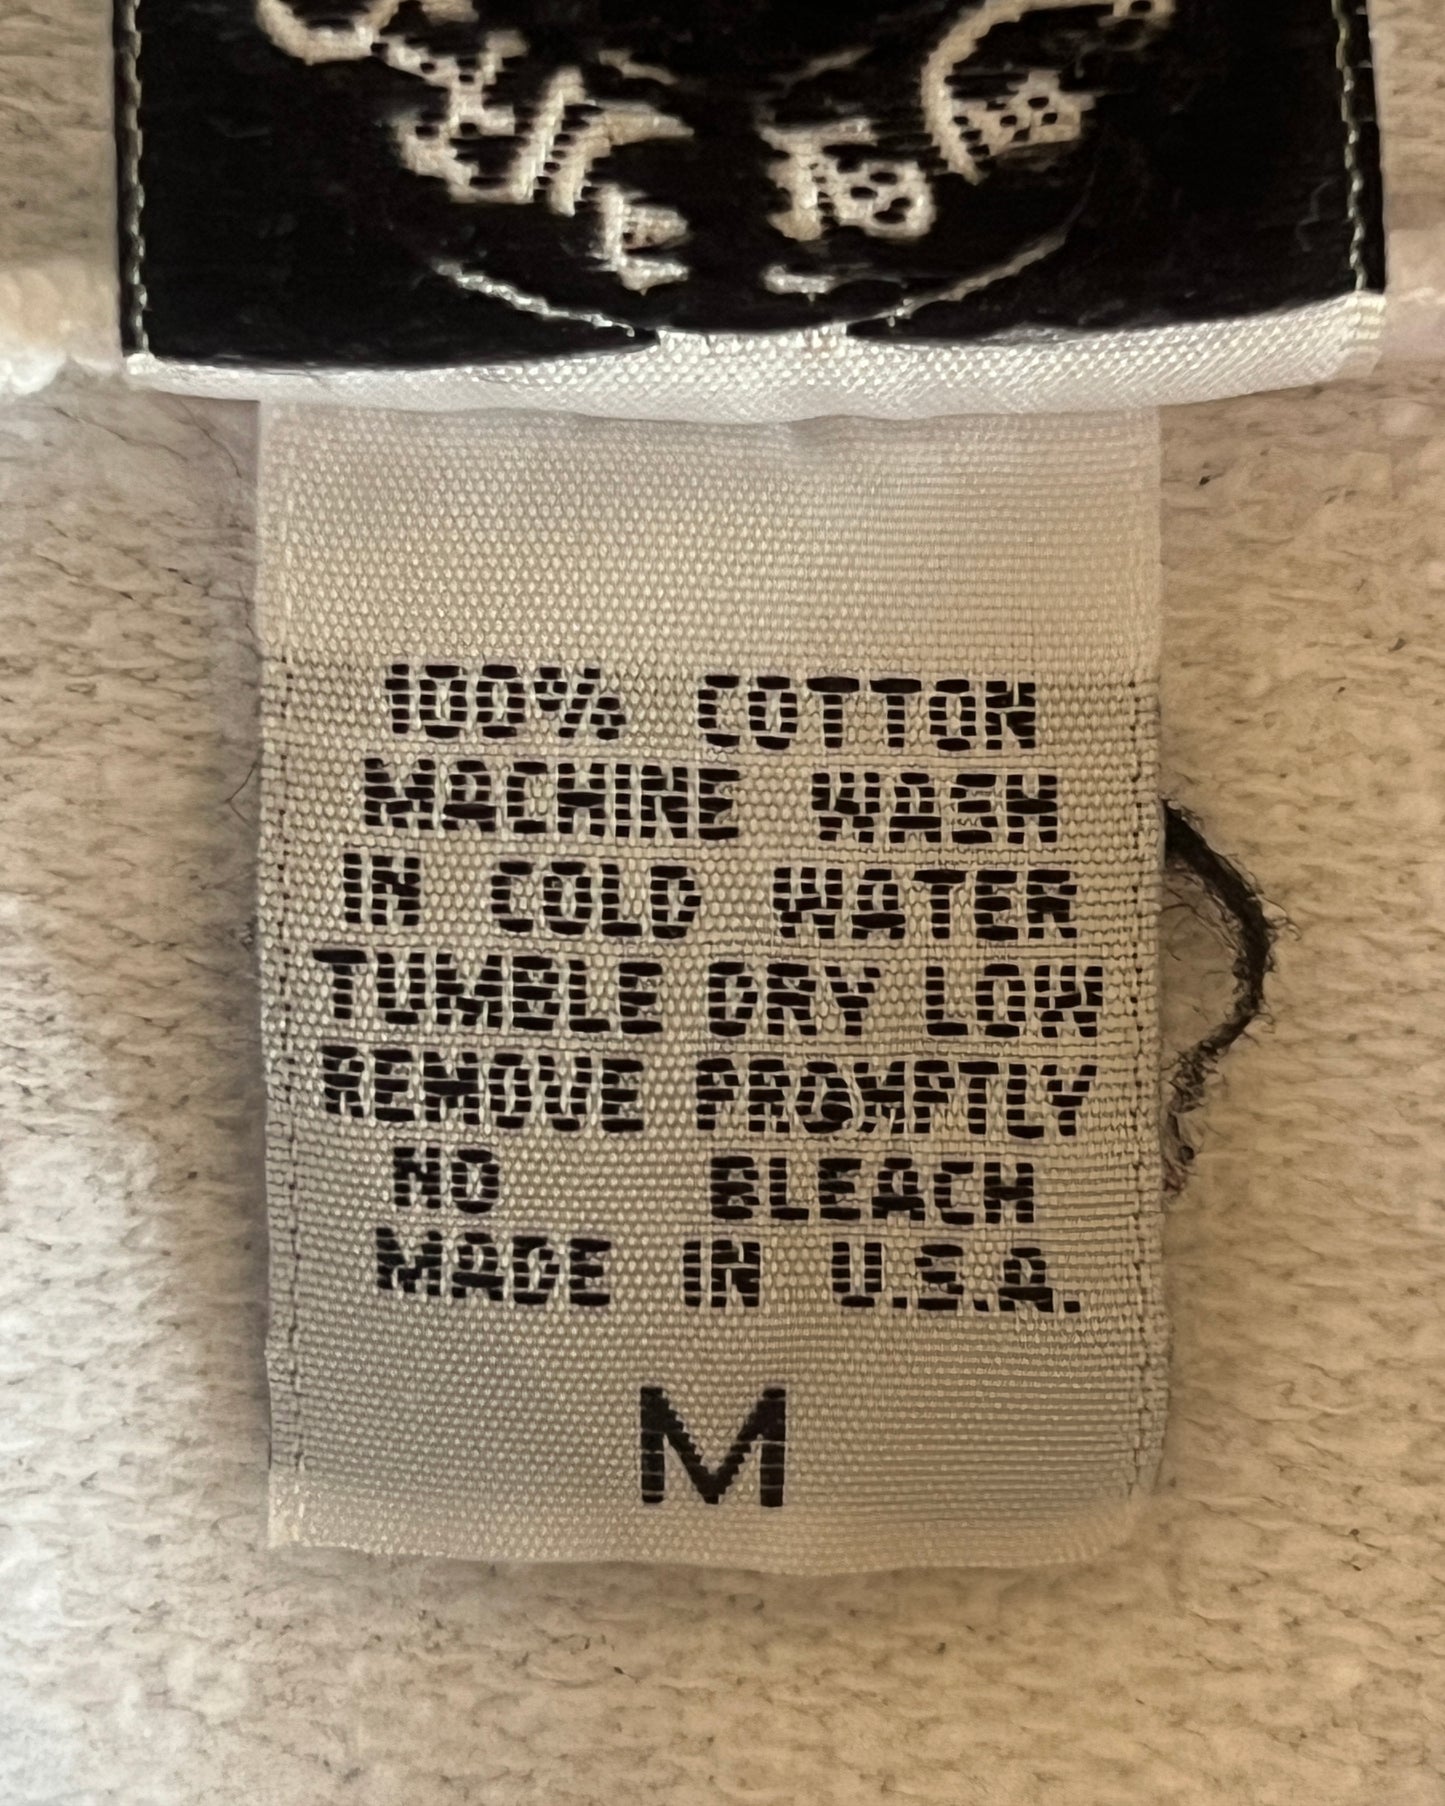 100% COTTON
MACHINE WASH
IN COLD WATER
TUMBLE DRY LOW
REMOVE PROMPTLY
NO BLEACH
MADE IN U.S.A.
M